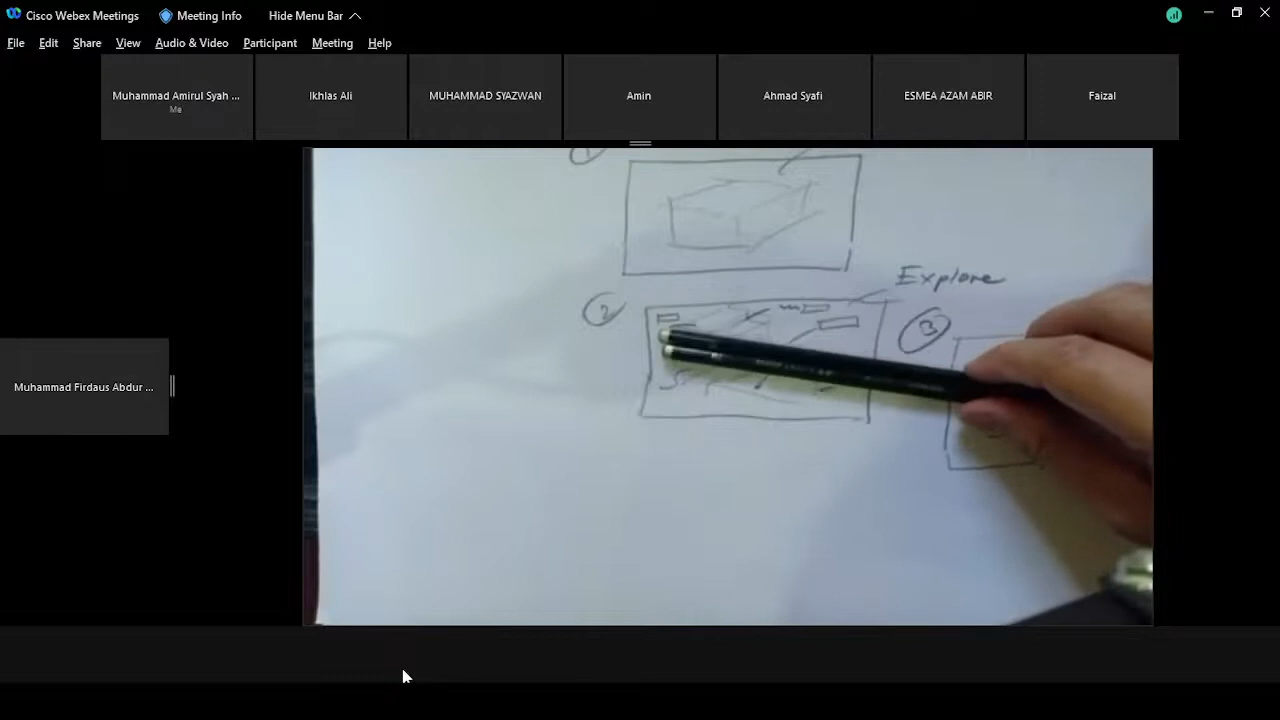 Cisco Webex Meetings Meeting Info Hide Menu Bar
File Edit Share View Audio & Video Participant Meeting Help
Muhammad Amirul Syah ...
Me
Ikhlas Ali
MUHAMMAD SYAZWAN
Amin
Ahmad Syafi
ESMEA AZAM ABIR
Faizal
Muhammad Firdaus Abdur ...
1
Explore
2
3